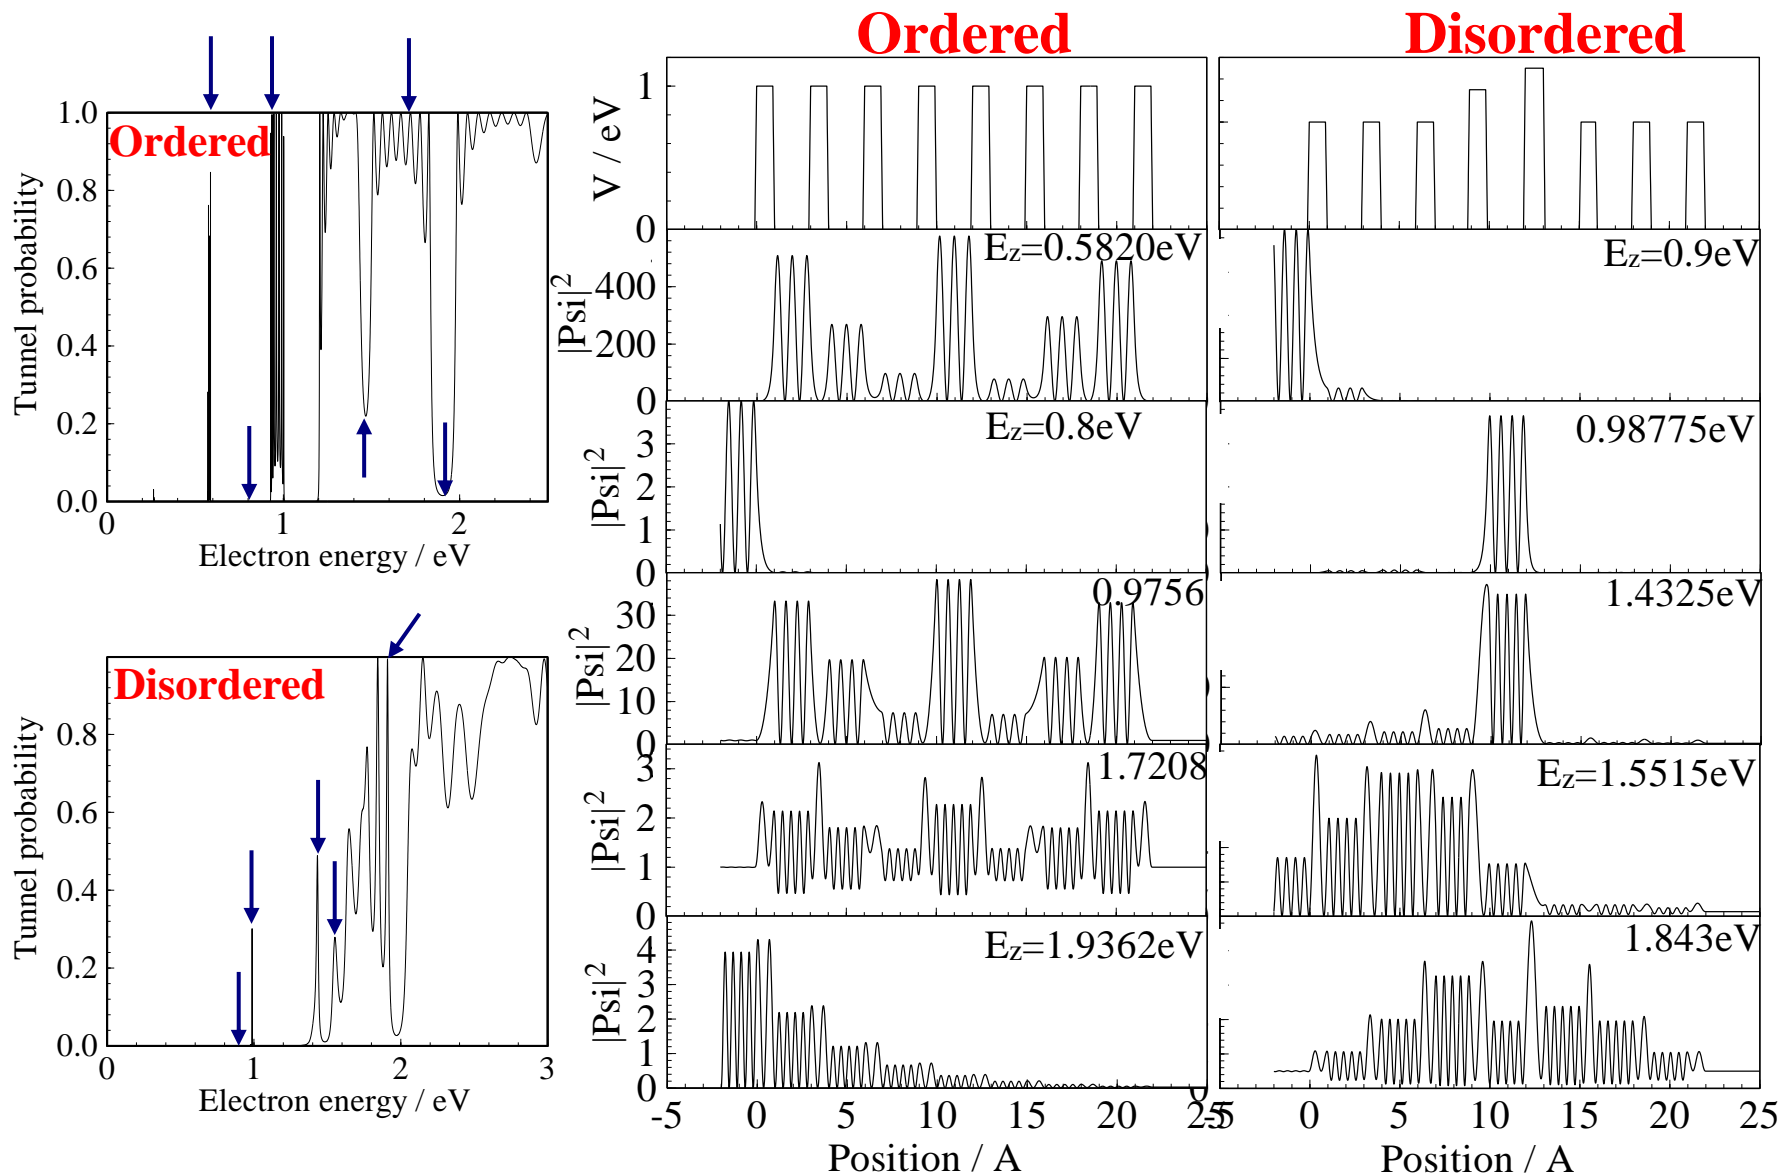 Ordered
Disordered
Ordered
1.0
0.8
0.6
0.4
0.2
0.0
0
1
2
Tunnel probability
Electron energy / eV
Disordered
0.8
0.6
0.4
0.2
0.0
0
1
2
3
Tunnel probability
Electron energy / eV
V / eV
1
0
Ez=0.5820eV
|Psi|2
400
200
0
Ez=0.8eV
|Psi|2
3
2
1
0
0.9756
|Psi|2
30
20
10
0
1.7208
|Psi|2
3
2
1
0
Ez=1.9362eV
|Psi|2
4
3
2
1
0
-5
0
5
10
15
20
Position / A
Ez=0.9eV
0.98775eV
1.4325eV
Ez=1.5515eV
1.843eV
0
5
10
15
20
25
Position / A